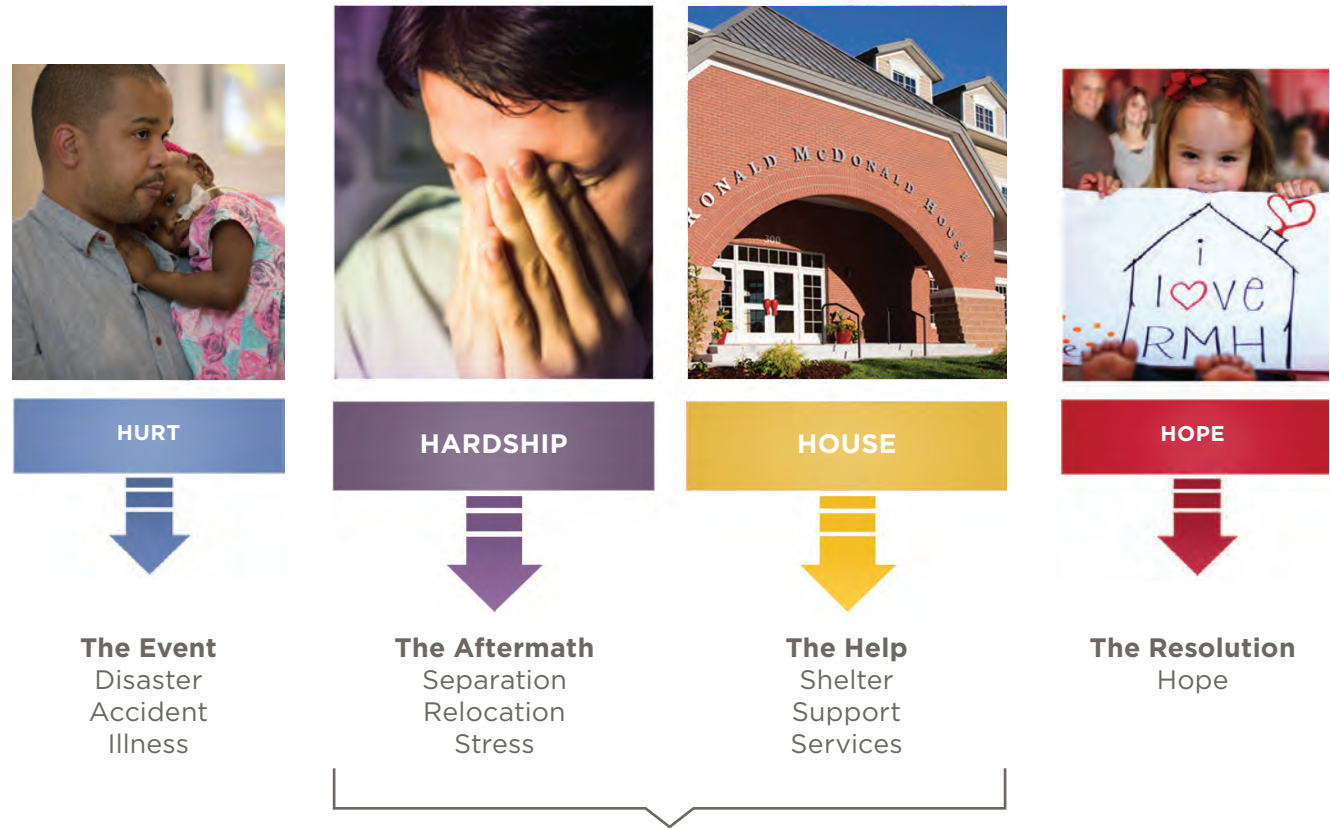 RONALD MCDONALD HOUSE
300
i
love
RMH
HURT
HARDSHIP
HOUSE
HOPE
The Event
Disaster
Accident
Illness
The Aftermath
Separation
Relocation
Stress
The Help
Shelter
Support
Services
The Resolution
Hope